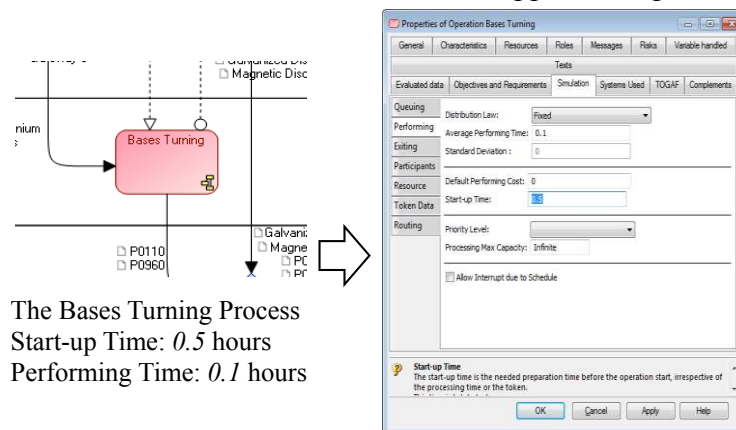 Magnetic Disc
nium
s
Bases Turning
P0110
P0960
Galvani
Magne
PC
PC
The Bases Turning Process
Start-up Time: 0.5 hours
Performing Time: 0.1 hours
Properties of Operation Bases Turning
General Characteristics Resources Roles Messages Risks Variable handled
Texts
Evaluated data Objectives and Requirements Simulation Systems Used TOGAF Complements
Queuing
Performing
Exiting
Participants
Resource
Token Data
Routing
Distribution Law: Fixed
Average Performing Time: 0.1
Standard Deviation : 0
Default Performing Cost: 0
Start-up Time: 0.5
Priority Level:
Processing Max Capacity: Infinite
Allow Interrupt due to Schedule
Start-up Time
The start-up time is the needed preparation time before the operation start, irrespective of
the processing time or the token.
OK Cancel Apply Help